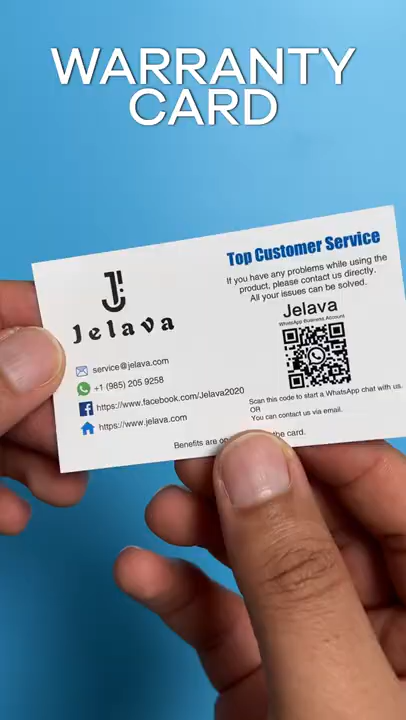 WARRANTY
CARD
Jelava
service@jelava.com
+1 (985) 205 9258
https://www.facebook.com/Jelava2020
https://www.jelava.com
Top Customer Service
If you have any problems while using the
product, please contact us directly.
All your issues can be solved.
Jelava
WhatsApp Business Account
Scan this code to start a WhatsApp chat with us.
OR
You can contact us via email.
Benefits are the card.